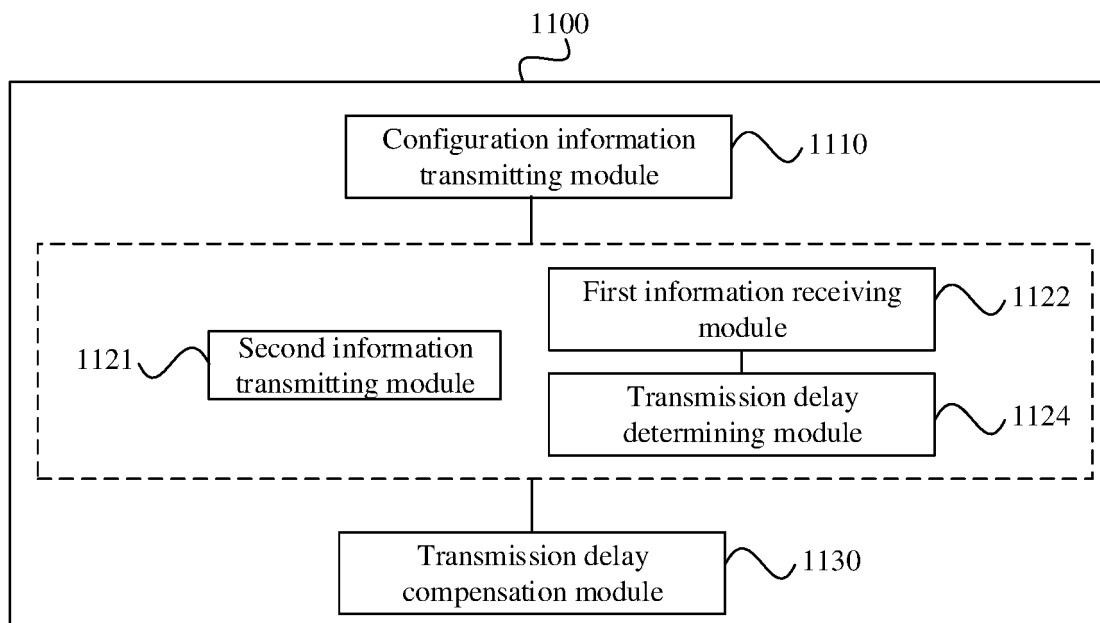 1100
Configuration information
transmitting module
1110
First information receiving
module
1122
1121
Second information
transmitting module
Transmission delay
determining module
1124
Transmission delay
compensation module
1130